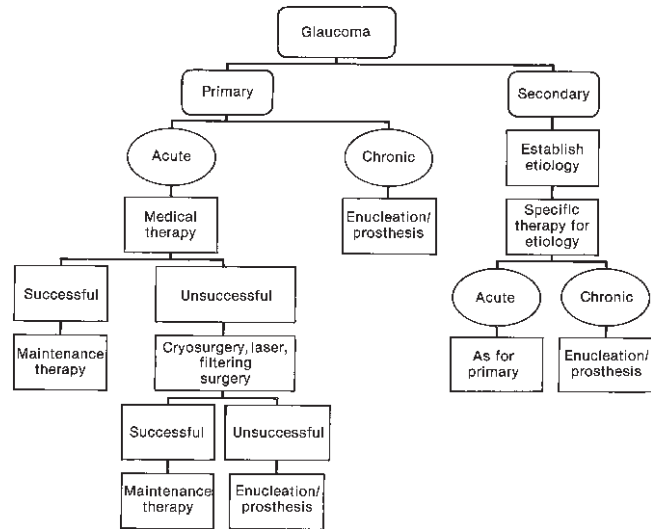 Glaucoma
Primary
Secondary
Acute
Chronic
Establish
etiology
Medical
therapy
Enucleation/
prosthesis
Specific
therapy for
etiology
Successful
Unsuccessful
Acute
Chronic
Maintenance
therapy
Cryosurgery, laser,
filtering
surgery
As for
primary
Enucleation/
prosthesis
Successful
Unsuccessful
Maintenance
therapy
Enucleation/
prosthesis